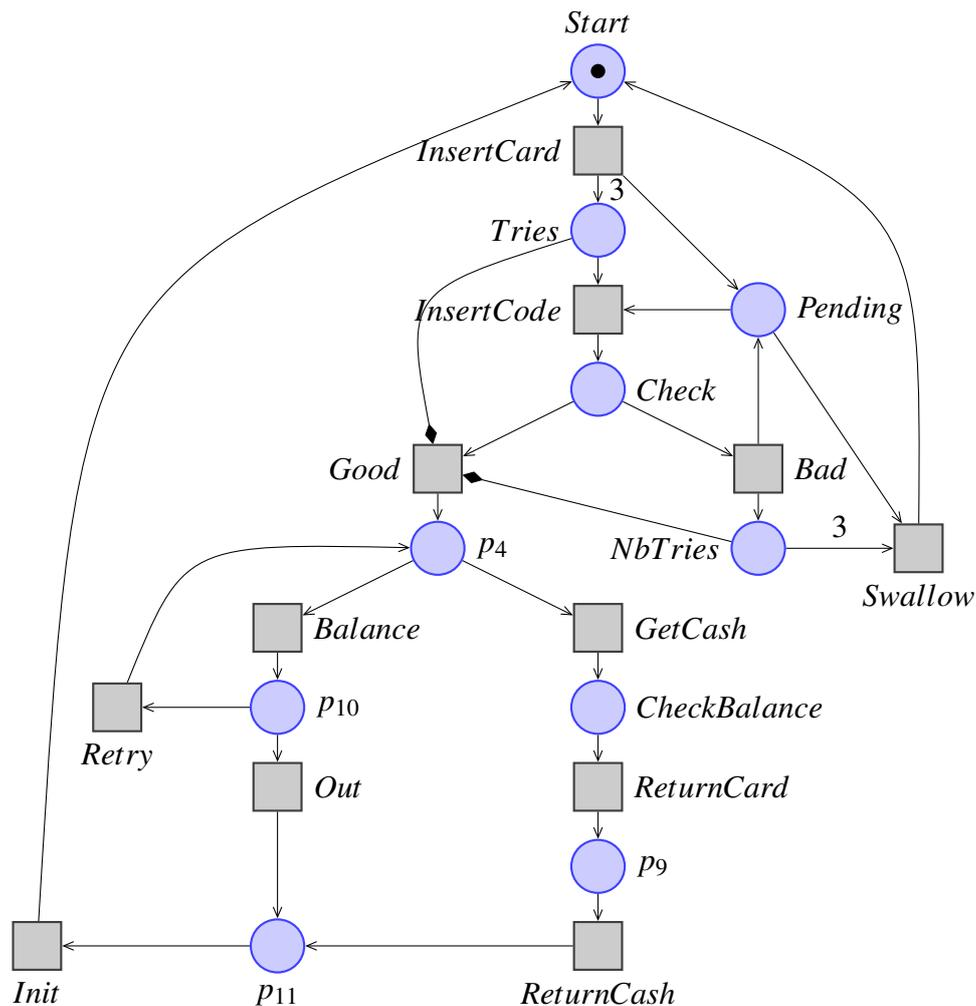 Start
InsertCard
3
Tries
InsertCode
Pending
Check
Good
Bad
p4
NbTries
3
Swallow
Balance
GetCash
p10
CheckBalance
Retry
Out
ReturnCard
p9
Init
p11
ReturnCash